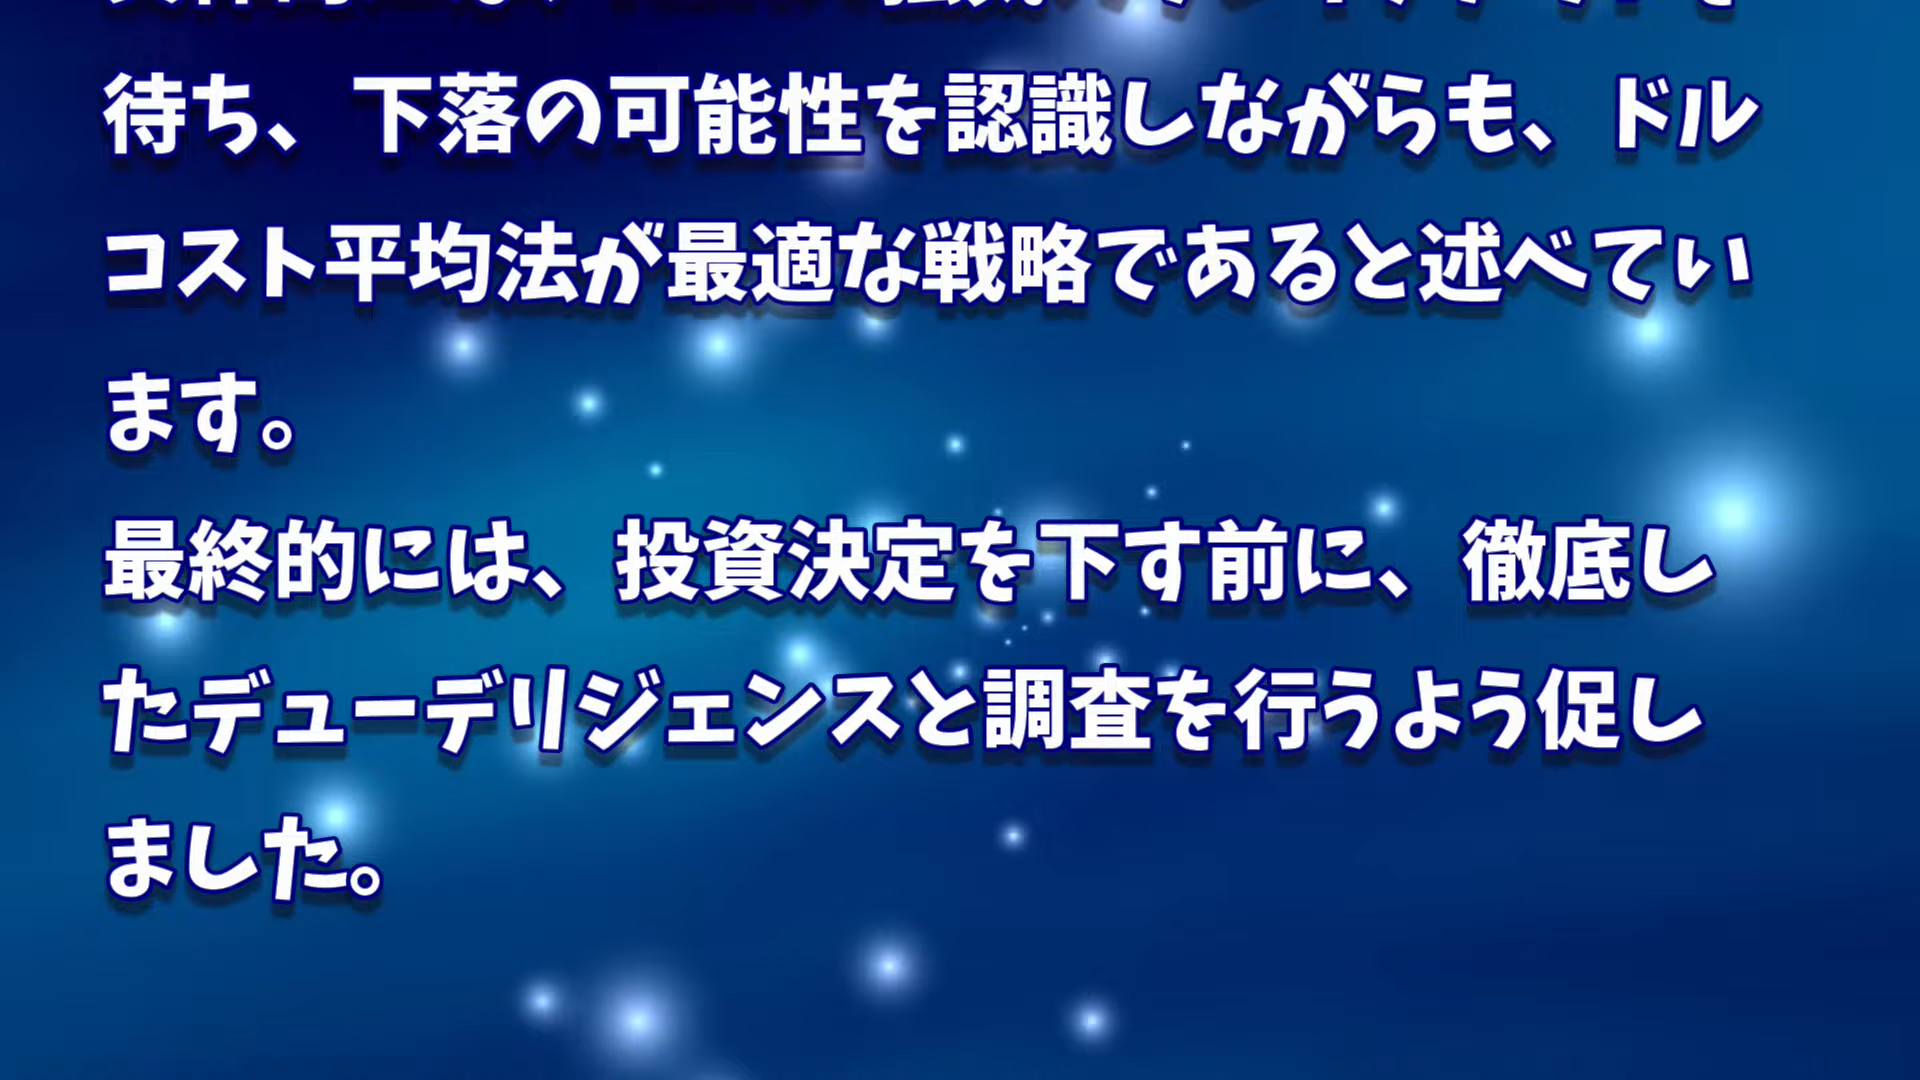 待ち、下落の可能性を認識しながらも、ドル
コスト平均法が最適な戦略であると述べてい
ます。
最終的には、投資決定を下す前に、徹底し
たデューデリジェンスと調査を行うよう促し
ました。